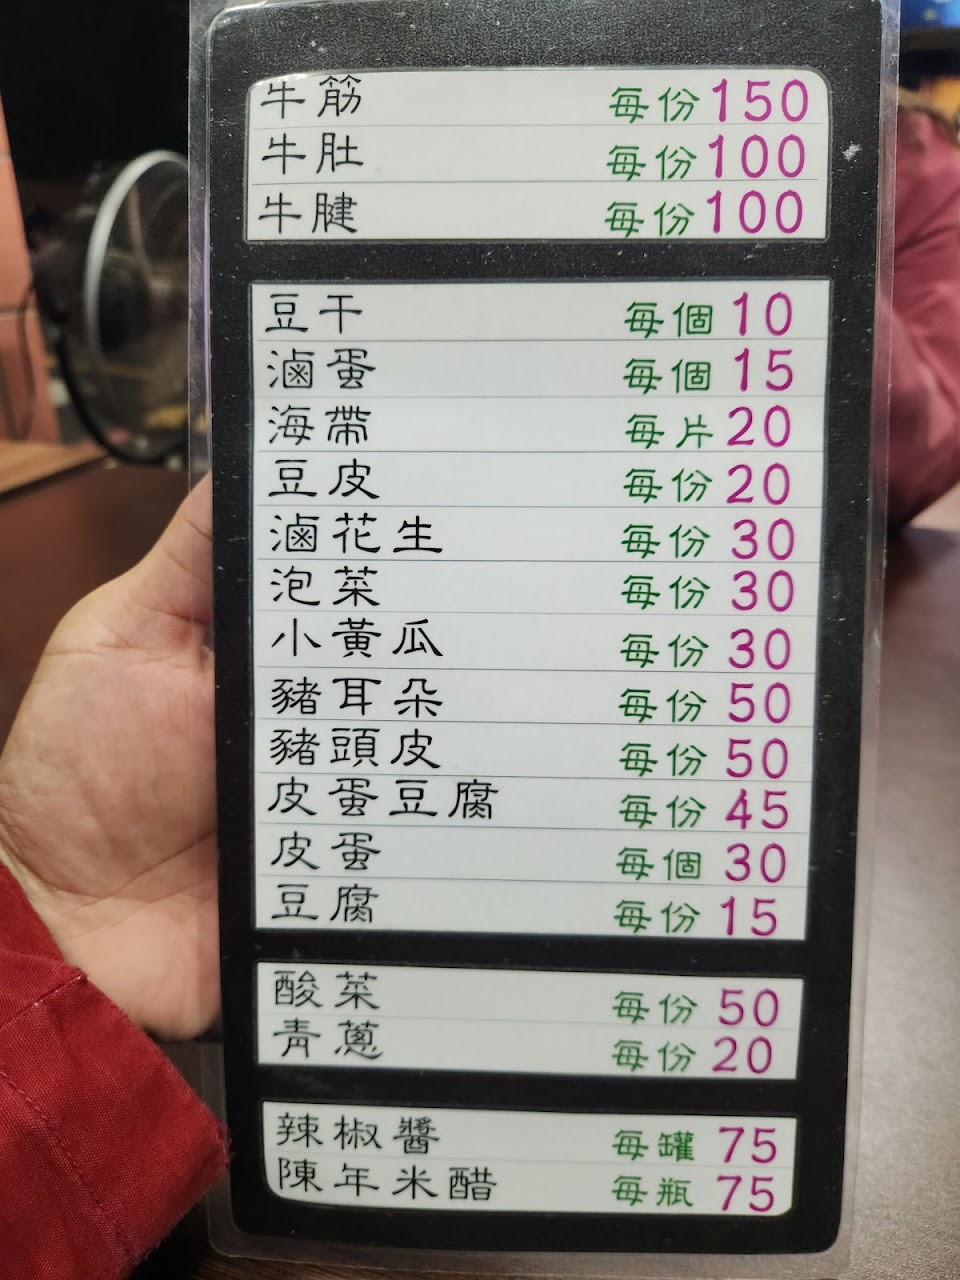 牛筋 每份150
牛肚 每份100
牛腱 每份100
豆干 每個10
滷蛋 每個15
海帶 每片20
豆皮 每份20
滷花生 每份30
泡菜 每份30
小黃瓜 每份30
豬耳朵 每份50
豬頭皮 每份50
皮蛋豆腐 每份45
皮蛋 每個30
豆腐 每份15
酸菜 每份50
青蔥 每份20
辣椒醬 每罐75
陳年米醋 每瓶75